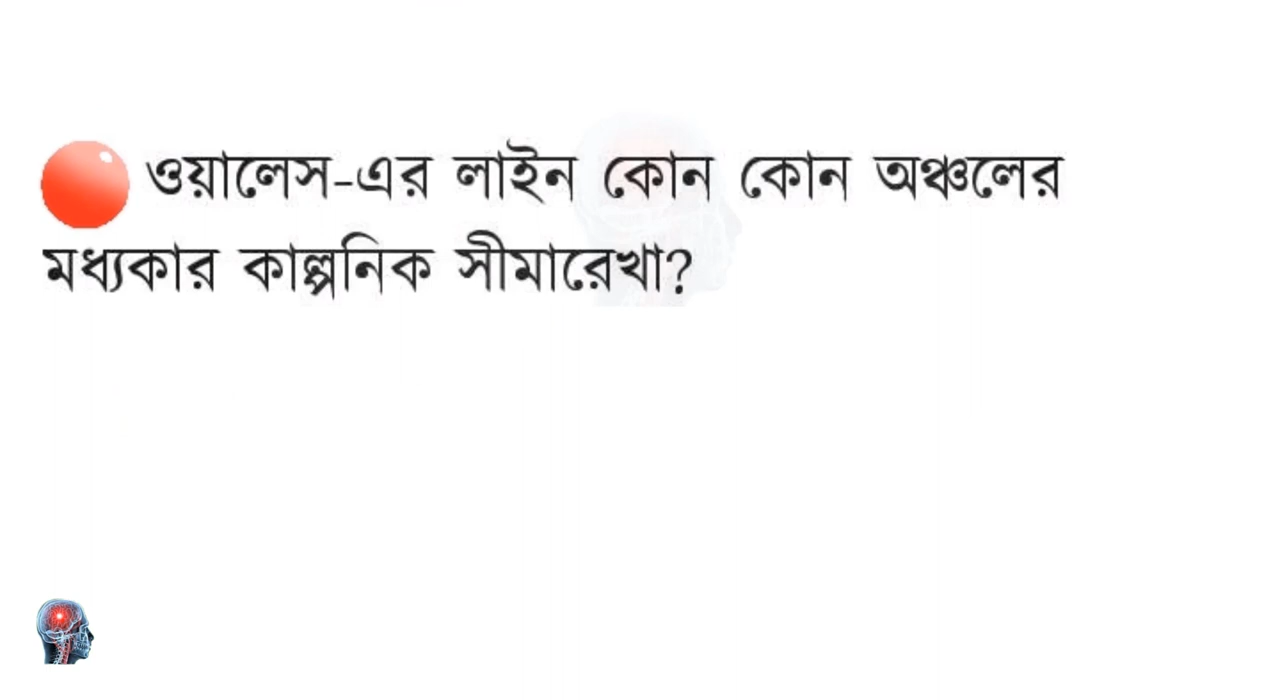 ওয়ালেস-এর লাইন কোন কোন অঞ্চলের
মধ্যকার কাল্পনিক সীমারেখা?